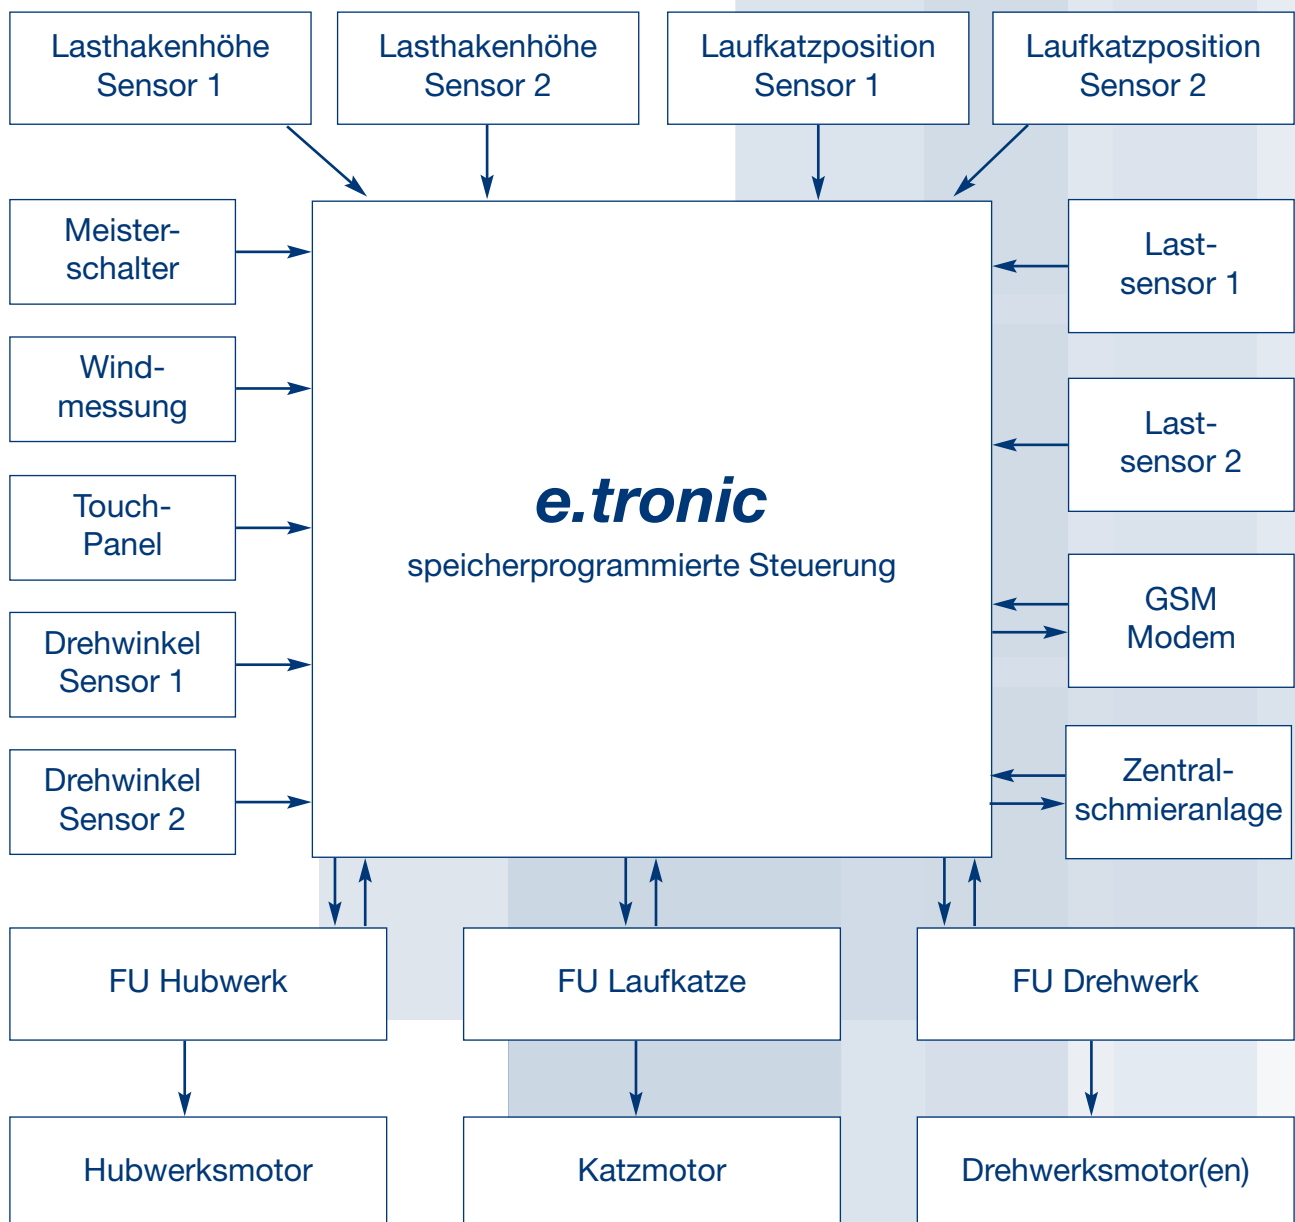 Lasthakenhöhe
Sensor 1
Lasthakenhöhe
Sensor 2
Laufkatzposition
Sensor 1
Laufkatzposition
Sensor 2
Meister-
schalter
Wind-
messung
Touch-
Panel
Drehwinkel
Sensor 1
Drehwinkel
Sensor 2
e.tronic
speicherprogrammierte Steuerung
Last-
sensor 1
Last-
sensor 2
GSM
Modem
Zentral-
schmieranlage
FU Hubwerk
FU Laufkatze
FU Drehwerk
Hubwerksmotor
Katzmotor
Drehwerksmotor(en)